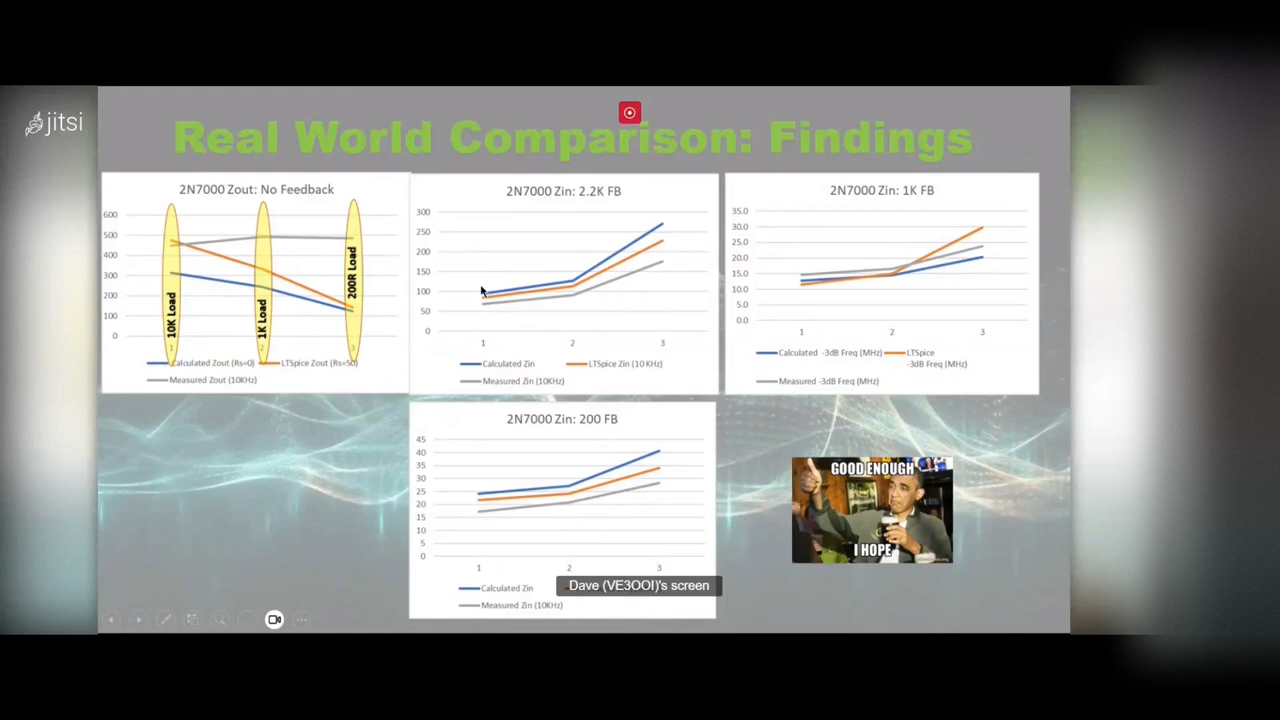 jitsi
Real World Comparison: Findings
2N7000 Zout: No Feedback
600
500
400
300
200
100
0
10K Load
1K Load
200R Load
1
2
3
Calculated Zout (Rs=0)
LTSpice Zout (Rs=50)
Measured Zout (10KHz)
2N7000 Zin: 2.2K FB
300
250
200
150
100
50
0
1
2
3
Calculated Zin
LTSpice Zin (10 KHz)
Measured Zin (10KHz)
2N7000 Zin: 1K FB
35.0
30.0
25.0
20.0
15.0
10.0
5.0
0.0
1
2
3
Calculated -3dB Freq (MHz)
LTSpice
-3dB Freq (MHz)
Measured -3dB Freq (MHz)
2N7000 Zin: 200 FB
45
40
35
30
25
20
15
10
5
0
1
2
3
Calculated Zin
Measured Zin (10KHz)
GOOD ENOUGH
I HOPE
Dave (VE3OOI)'s screen